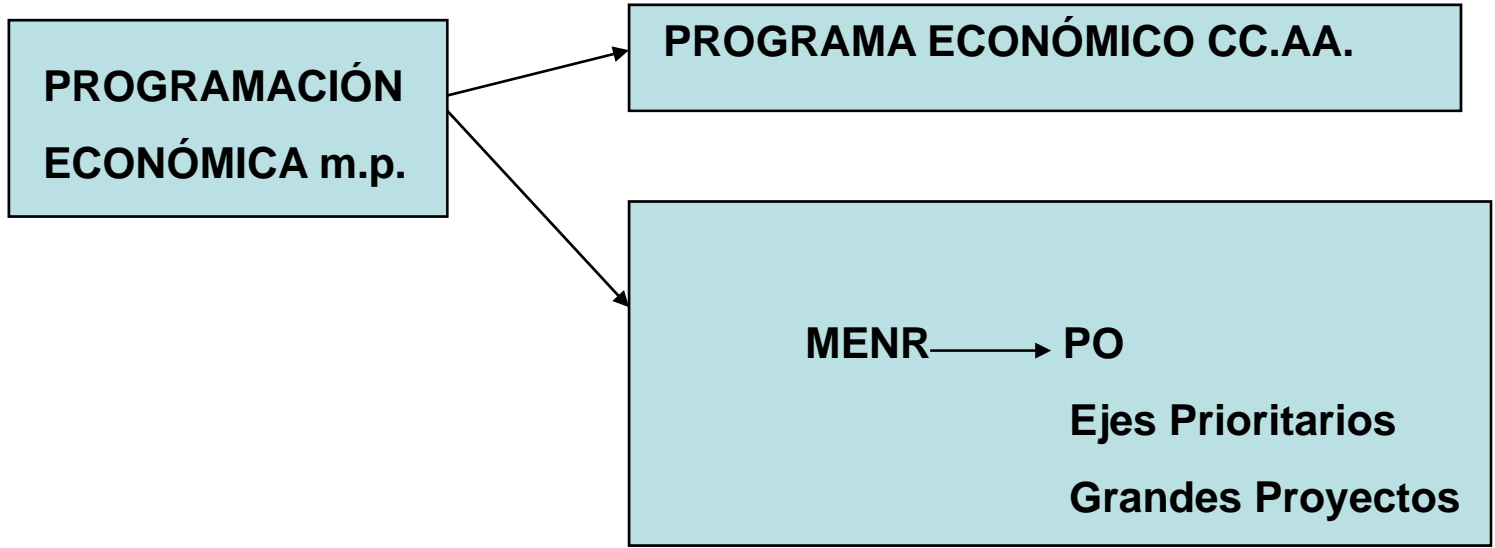 PROGRAMACIÓN
ECONÓMICA m.p.
PROGRAMA ECONÓMICO CC.AA.
MENR PO
Ejes Prioritarios
Grandes Proyectos